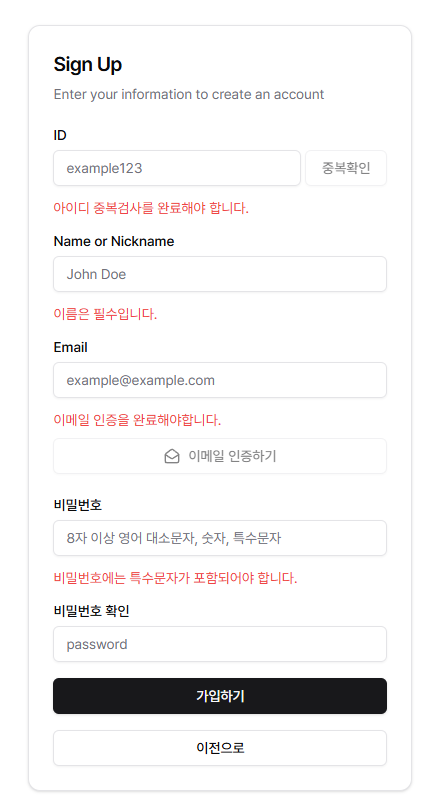 Sign Up
Enter your information to create an account
ID
example123 중복확인
아이디 중복검사를 완료해야 합니다.
Name or Nickname
John Doe
이름은 필수입니다.
Email
example@example.com
이메일 인증을 완료해야합니다.
이메일 인증하기
비밀번호
8자 이상 영어 대소문자, 숫자, 특수문자
비밀번호에는 특수문자가 포함되어야 합니다.
비밀번호 확인
password
가입하기
이전으로